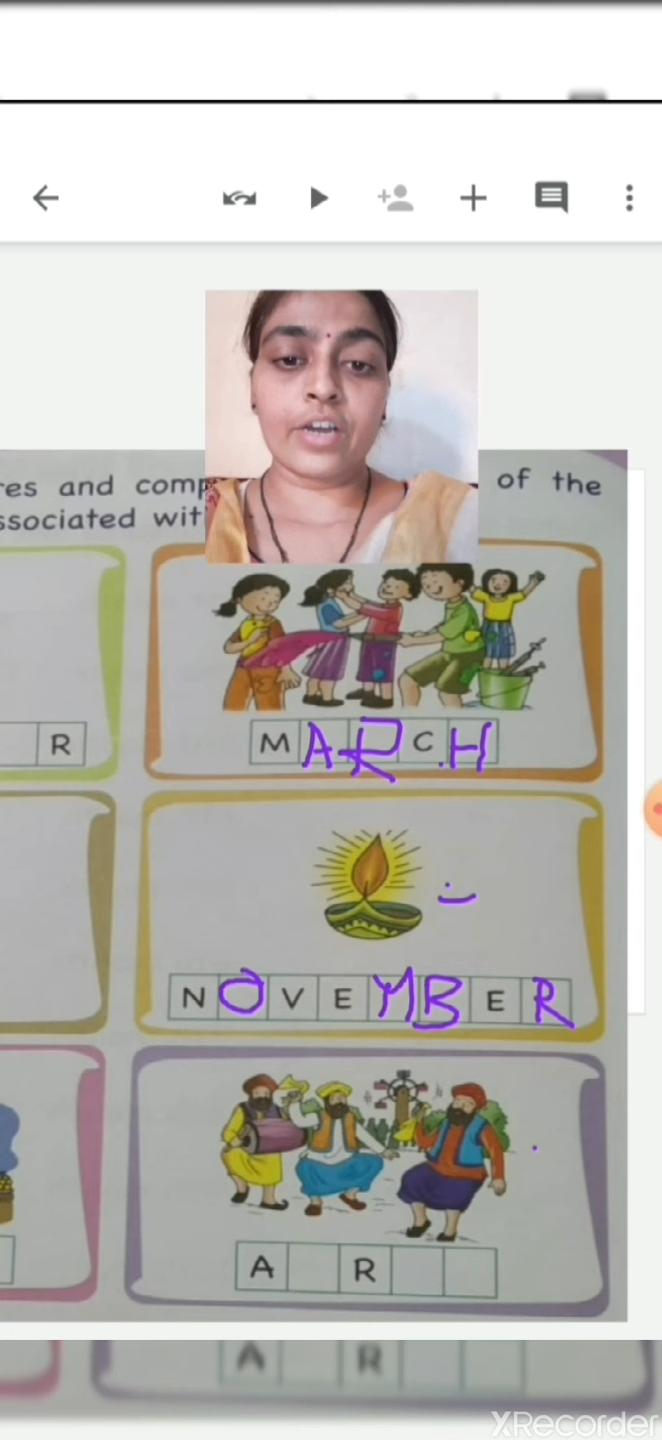 res and comp of the
ssociated wit
R
MARCH
NOVEMBER
A R
A R
XRecorder